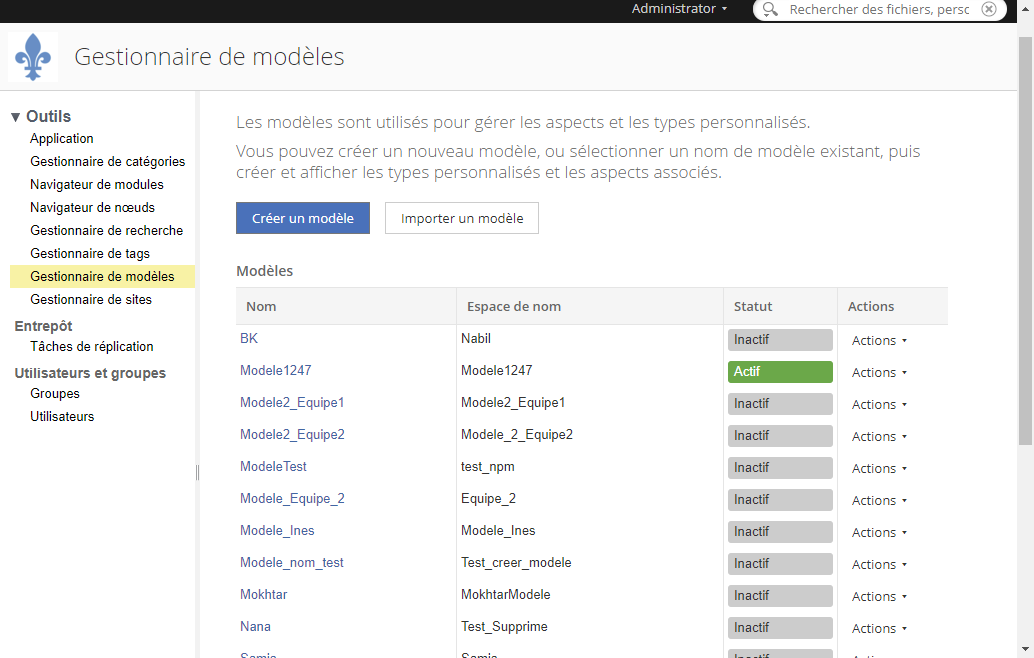 Administrator
Rechercher des fichiers, persc
Gestionnaire de modèles
Outils
Application
Gestionnaire de catégories
Navigateur de modules
Navigateur de nœuds
Gestionnaire de recherche
Gestionnaire de tags
Gestionnaire de modèles
Gestionnaire de sites
Entrepôt
Tâches de réplication
Utilisateurs et groupes
Groupes
Utilisateurs
Les modèles sont utilisés pour gérer les aspects et les types personnalisés.
Vous pouvez créer un nouveau modèle, ou sélectionner un nom de modèle existant, puis
créer et afficher les types personnalisés et les aspects associés.
Créer un modèle Importer un modèle
Modèles
Nom Espace de nom Statut Actions
BK Nabil Inactif Actions
Modele1247 Modele1247 Actif Actions
Modele2_Equipe1 Modele2_Equipe1 Inactif Actions
Modele2_Equipe2 Modele_2_Equipe2 Inactif Actions
ModeleTest test_npm Inactif Actions
Modele_Equipe_2 Equipe_2 Inactif Actions
Modele_Ines Modele_Ines Inactif Actions
Modele_nom_test Test_creer_modele Inactif Actions
Mokhtar MokhtarModele Inactif Actions
Nana Test_Supprime Inactif Actions